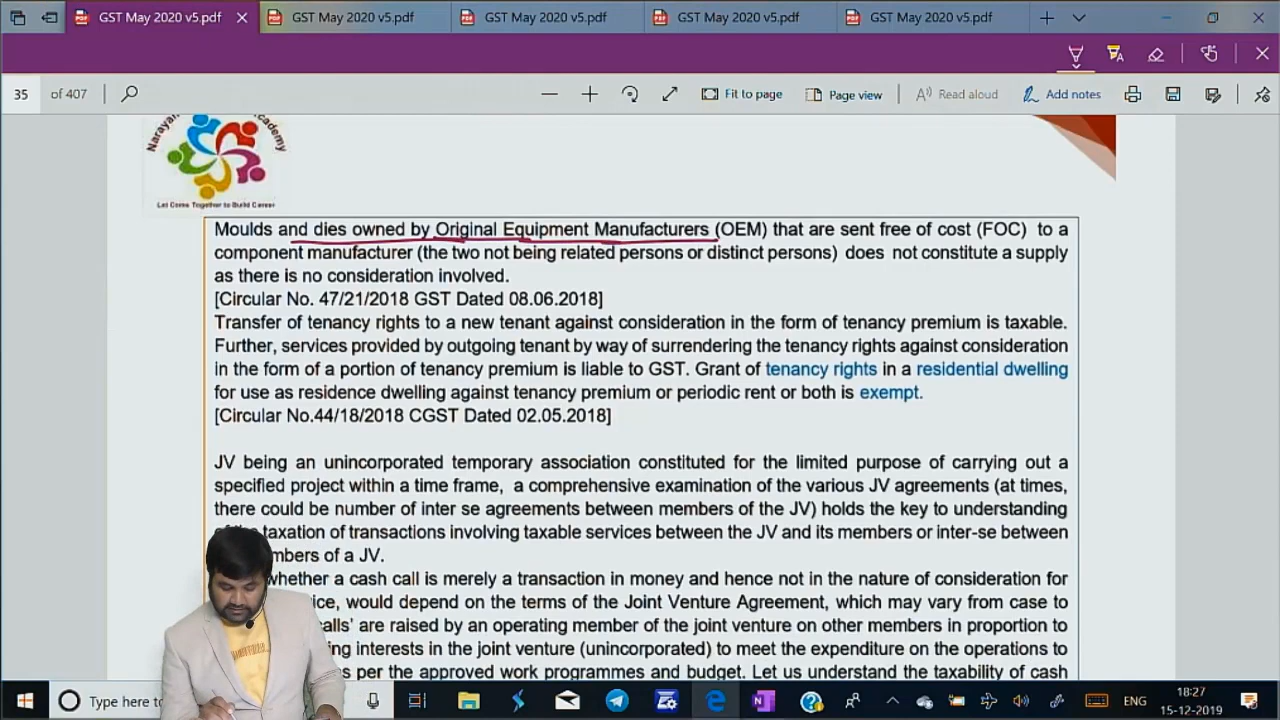 GST May 2020 v5.pdf
GST May 2020 v5.pdf
GST May 2020 v5.pdf
GST May 2020 v5.pdf
GST May 2020 v5.pdf
35 of 407
Fit to page
Page view
Read aloud
Add notes
Let Come Together to Build Career
Moulds and dies owned by Original Equipment Manufacturers (OEM) that are sent free of cost (FOC) to a
component manufacturer (the two not being related persons or distinct persons) does not constitute a supply
as there is no consideration involved.
[Circular No. 47/21/2018 GST Dated 08.06.2018]
Transfer of tenancy rights to a new tenant against consideration in the form of tenancy premium is taxable.
Further, services provided by outgoing tenant by way of surrendering the tenancy rights against consideration
in the form of a portion of tenancy premium is liable to GST. Grant of tenancy rights in a residential dwelling
for use as residence dwelling against tenancy premium or periodic rent or both is exempt.
[Circular No.44/18/2018 CGST Dated 02.05.2018]
JV being an unincorporated temporary association constituted for the limited purpose of carrying out a
specified project within a time frame, a comprehensive examination of the various JV agreements (at times,
there could be number of inter se agreements between members of the JV) holds the key to understanding
taxation of transactions involving taxable services between the JV and its members or inter-se between
of a JV.
whether a cash call is merely a transaction in money and hence not in the nature of consideration for
would depend on the terms of the Joint Venture Agreement, which may vary from case to
are raised by an operating member of the joint venture on other members in proportion to
interests in the joint venture (unincorporated) to meet the expenditure on the operations to
per the approved work programmes and budget. Let us understand the taxability of cash
Type here
ENG
18:27
15-12-2019